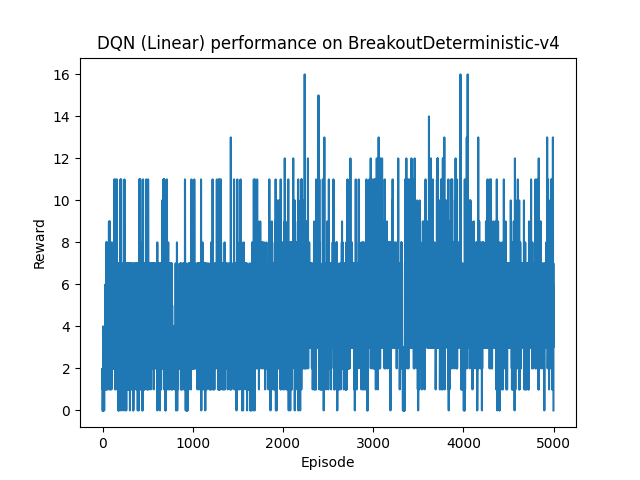 DQN (Linear) performance on BreakoutDeterministic-v4
16
14
12
10
8
6
4
2
0
Reward
0 1000 2000 3000 4000 5000
Episode